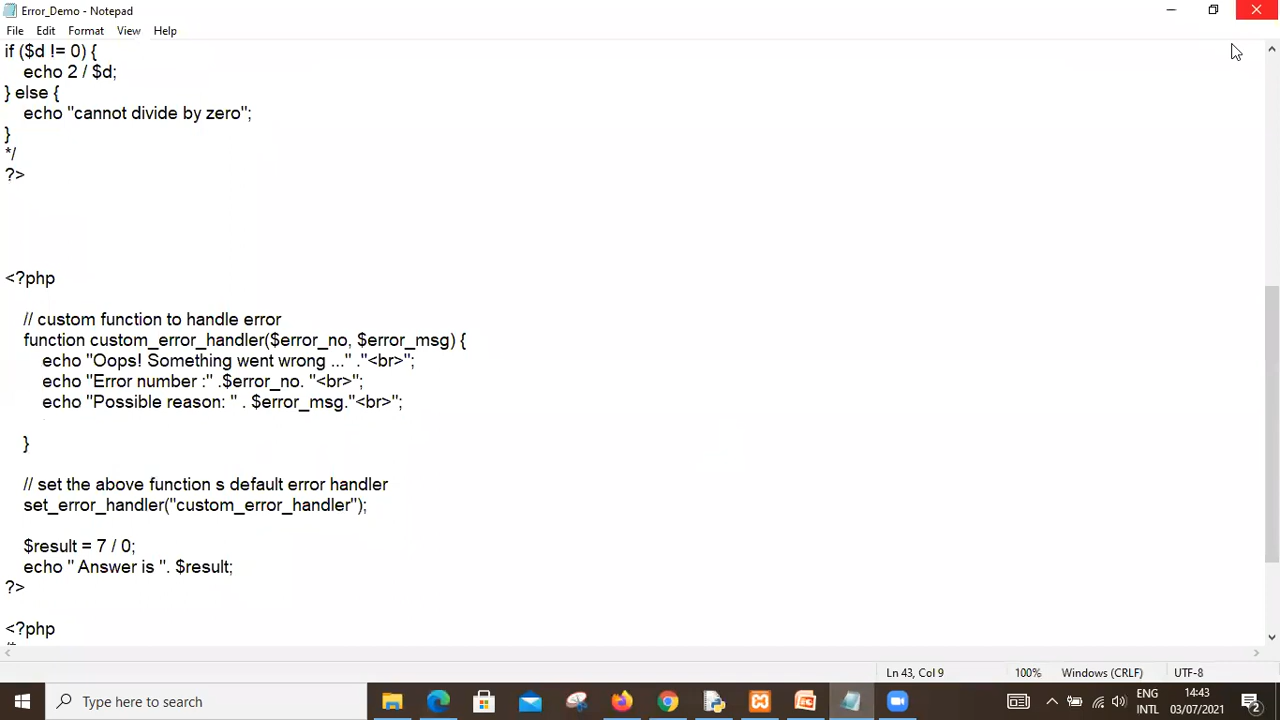 Error_Demo - Notepad
File Edit Format View Help
if ($d != 0) {
echo 2 / $d;
} else {
echo "cannot divide by zero";
}
*/
?>
<?php
// custom function to handle error
function custom_error_handler($error_no, $error_msg) {
echo "Oops! Something went wrong ..." ."<br>";
echo "Error number :" .$error_no. "<br>";
echo "Possible reason: " . $error_msg."<br>";
}
// set the above function s default error handler
set_error_handler("custom_error_handler");
$result = 7 / 0;
echo " Answer is ". $result;
?>
<?php
Ln 43, Col 9 100% Windows (CRLF) UTF-8
Type here to search
ENG 14:43
INTL 03/07/2021 2